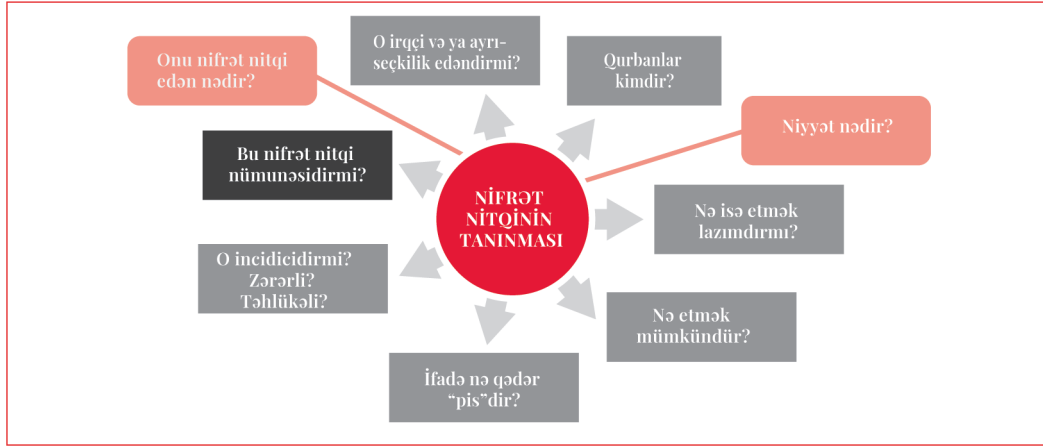 O irqçi və ya ayrı-
seçkilik edəndirmi?
Onu nifrət nitqi
edən nədir?
Qurbanlar
kimdir?
Niyyət nədir?
Bu nifrət nitqi
nümunəsidirmi?
NİFRƏT
NİTQİNİN
TANINMASI
Nə isə etmək
lazımdırmı?
O incidicidirmi?
Zərərli?
Təhlükəli?
Nə etmək
mümkündür?
İfadə nə qədər
“pis”dir?